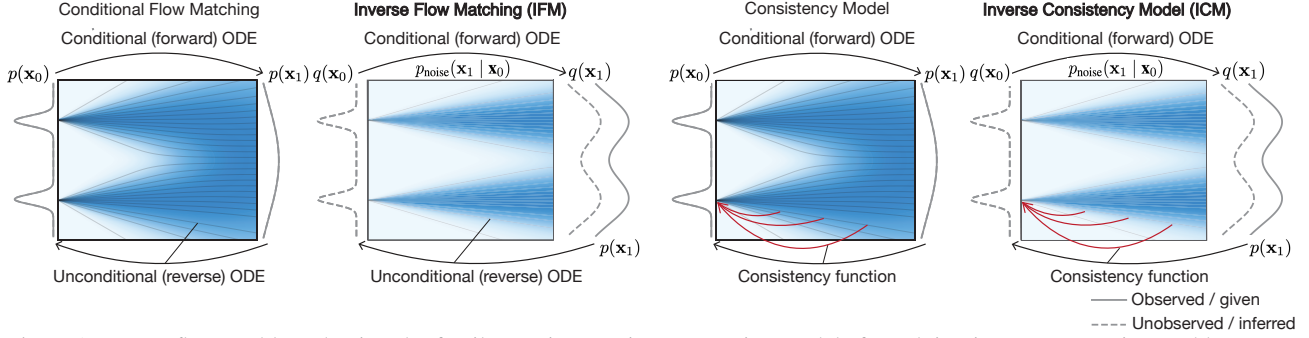 Conditional Flow Matching
Conditional (forward) ODE
p(x₀)
p(x₁)
Unconditional (reverse) ODE
Inverse Flow Matching (IFM)
Conditional (forward) ODE
q(x₀)
p_noise(x₁ | x₀)
q(x₁)
p(x₁)
Unconditional (reverse) ODE
Consistency Model
Conditional (forward) ODE
p(x₀)
p(x₁)
Consistency function
Inverse Consistency Model (ICM)
Conditional (forward) ODE
q(x₀)
p_noise(x₁ | x₀)
q(x₁)
p(x₁)
Consistency function
Observed / given
Unobserved / inferred